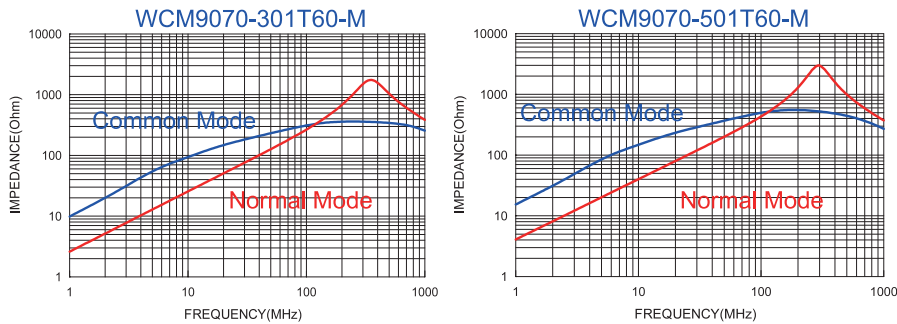 WCM9070-301T60-M
10000
1000
100
10
1
IMPEDANCE(Ohm)
Common Mode
Normal Mode
1
10
100
1000
FREQUENCY(MHz)
WCM9070-501T60-M
10000
1000
100
10
1
IMPEDANCE(Ohm)
Common Mode
Normal Mode
1
10
100
1000
FREQUENCY(MHz)